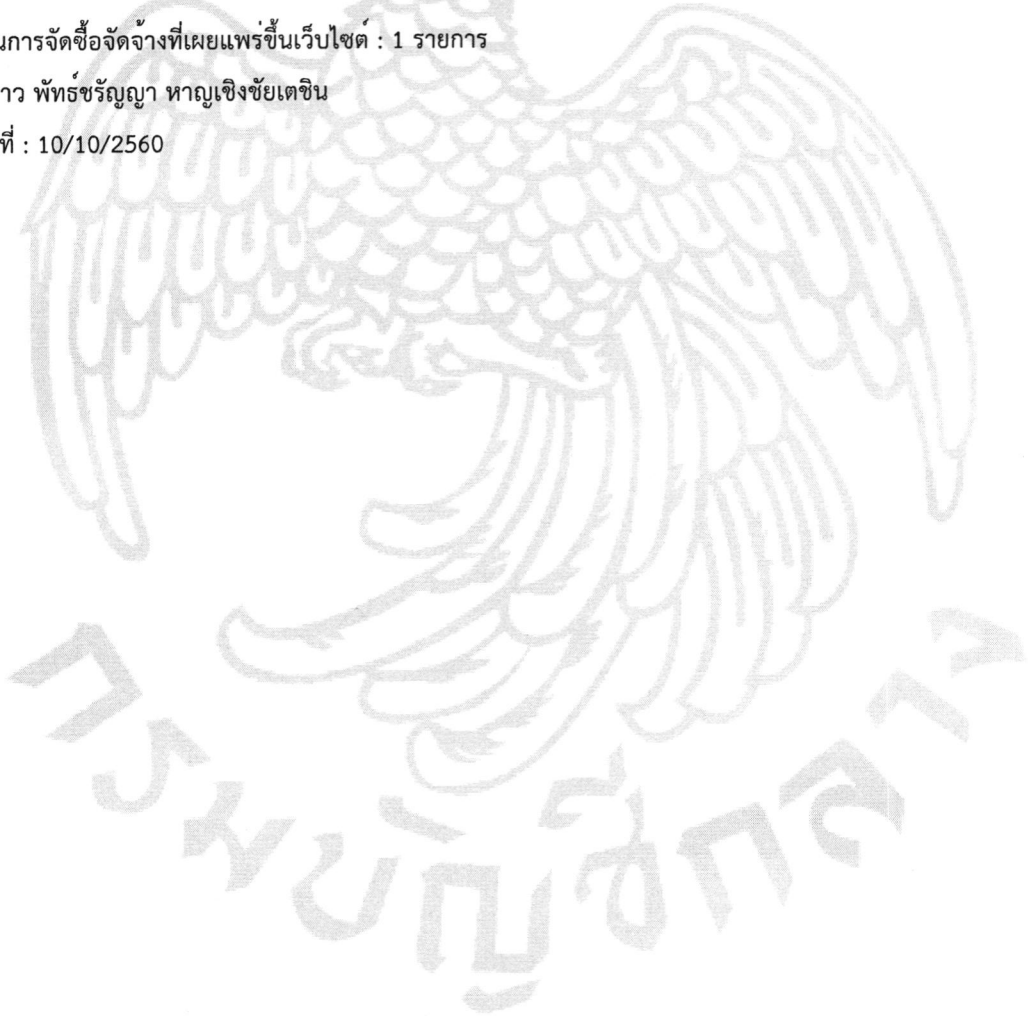 นการจัดซื้อจัดจ้างที่เผยแพร่ขึ้นเว็บไซต์ : 1 รายการ
าว พัทธ์ชรัญญา หาญเชิงชัยเตชิน
ที่ : 10/10/2560
กรมบัญชีกลาง